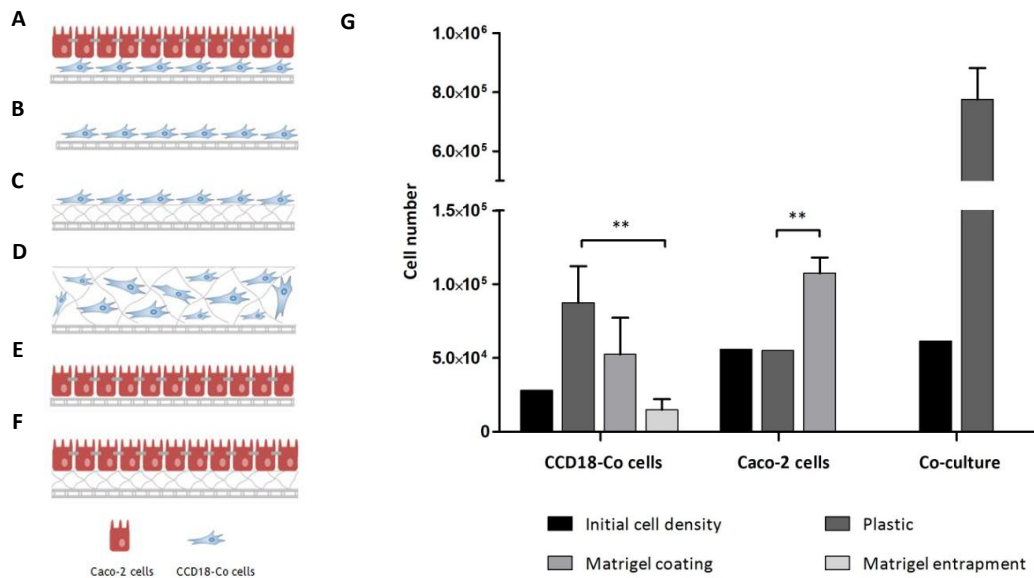 A
B
C
D
E
F
Caco-2 cells
CCD18-Co cells
G
Cell number
1.0×10⁶
8.0×10⁵
6.0×10⁵
1.5×10⁵
1.0×10⁵
5.0×10⁴
0
**
**
CCD18-Co cells
Caco-2 cells
Co-culture
Initial cell density
Plastic
Matrigel coating
Matrigel entrapment